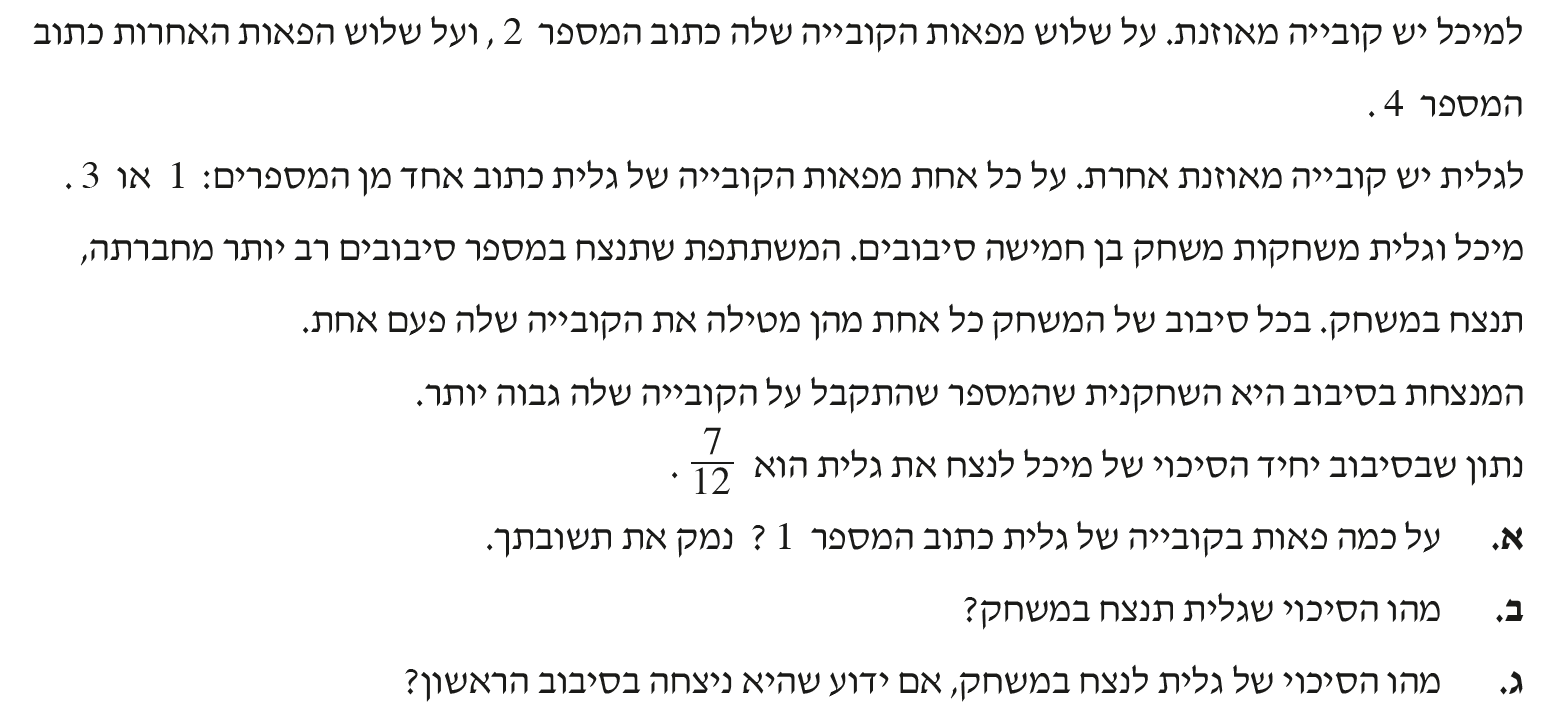 למיכל יש קובייה מאוזנת. על שלוש מפאות הקובייה שלה כתוב המספר 2 , ועל שלוש הפאות האחרות כתוב
המספר 4 .
לגלית יש קובייה מאוזנת אחרת. על כל אחת מפאות הקובייה של גלית כתוב אחד מן המספרים: 1 או 3 .
מיכל וגלית משחקות משחק בן חמישה סיבובים. המשתתפת שתנצח במספר סיבובים רב יותר מחברתה,
תנצח במשחק. בכל סיבוב של המשחק כל אחת מהן מטילה את הקובייה שלה פעם אחת.
המנצחת בסיבוב היא השחקנית שהמספר שהתקבל על הקובייה שלה גבוה יותר.
נתון שבסיבוב יחיד הסיכוי של מיכל לנצח את גלית הוא 7/12 .
א. על כמה פאות בקובייה של גלית כתוב המספר 1 ? נמק את תשובתך.
ב. מהו הסיכוי שגלית תנצח במשחק?
ג. מהו הסיכוי של גלית לנצח במשחק, אם ידוע שהיא ניצחה בסיבוב הראשון?